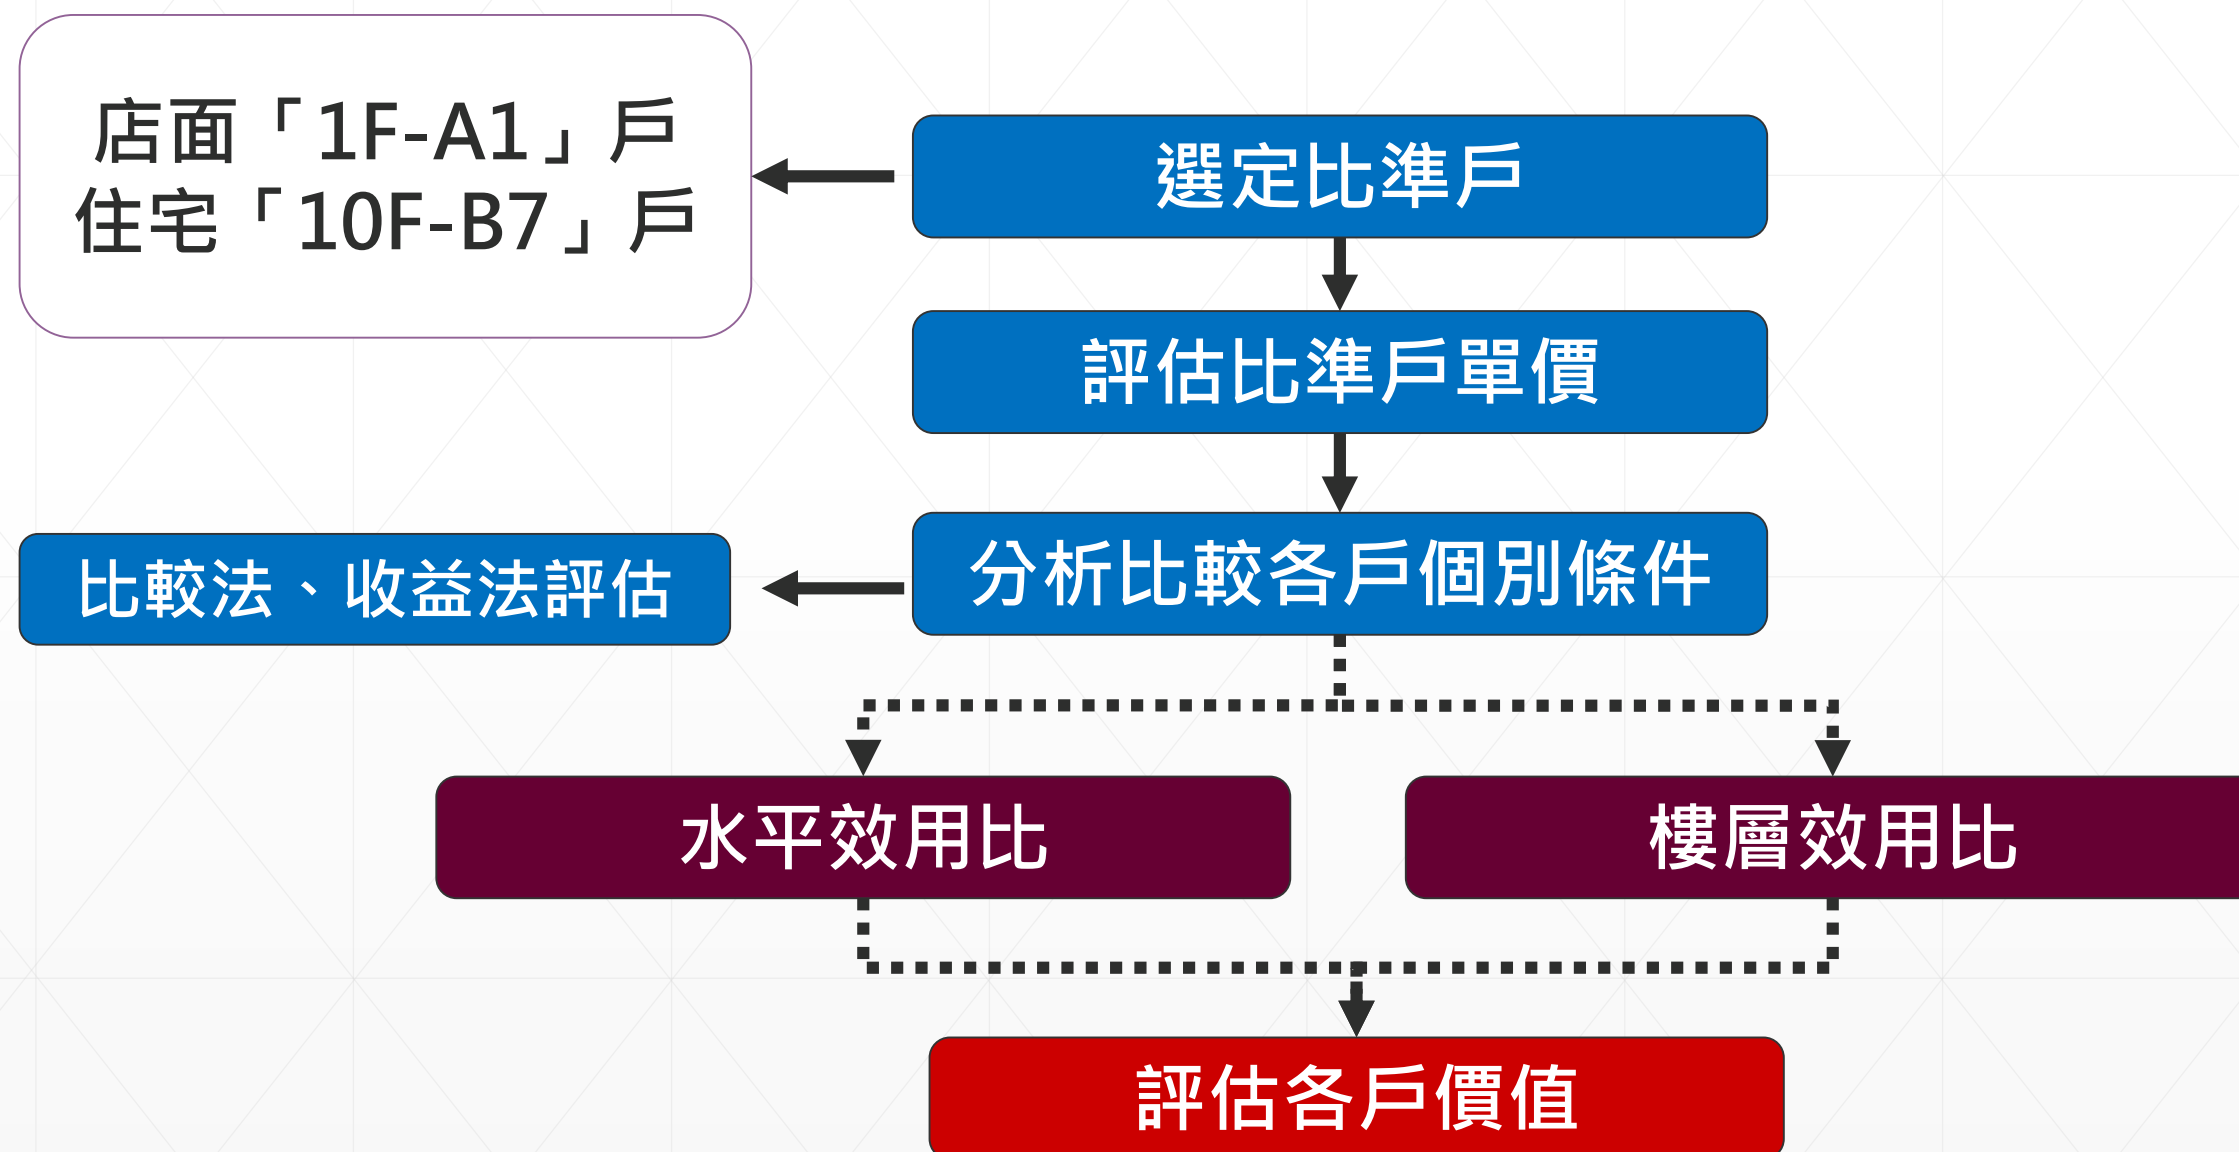 店面「1F-A1」戶
住宅「10F-B7」戶
選定比準戶
評估比準戶單價
分析比較各戶個別條件
比較法、收益法評估
水平效用比
樓層效用比
評估各戶價值